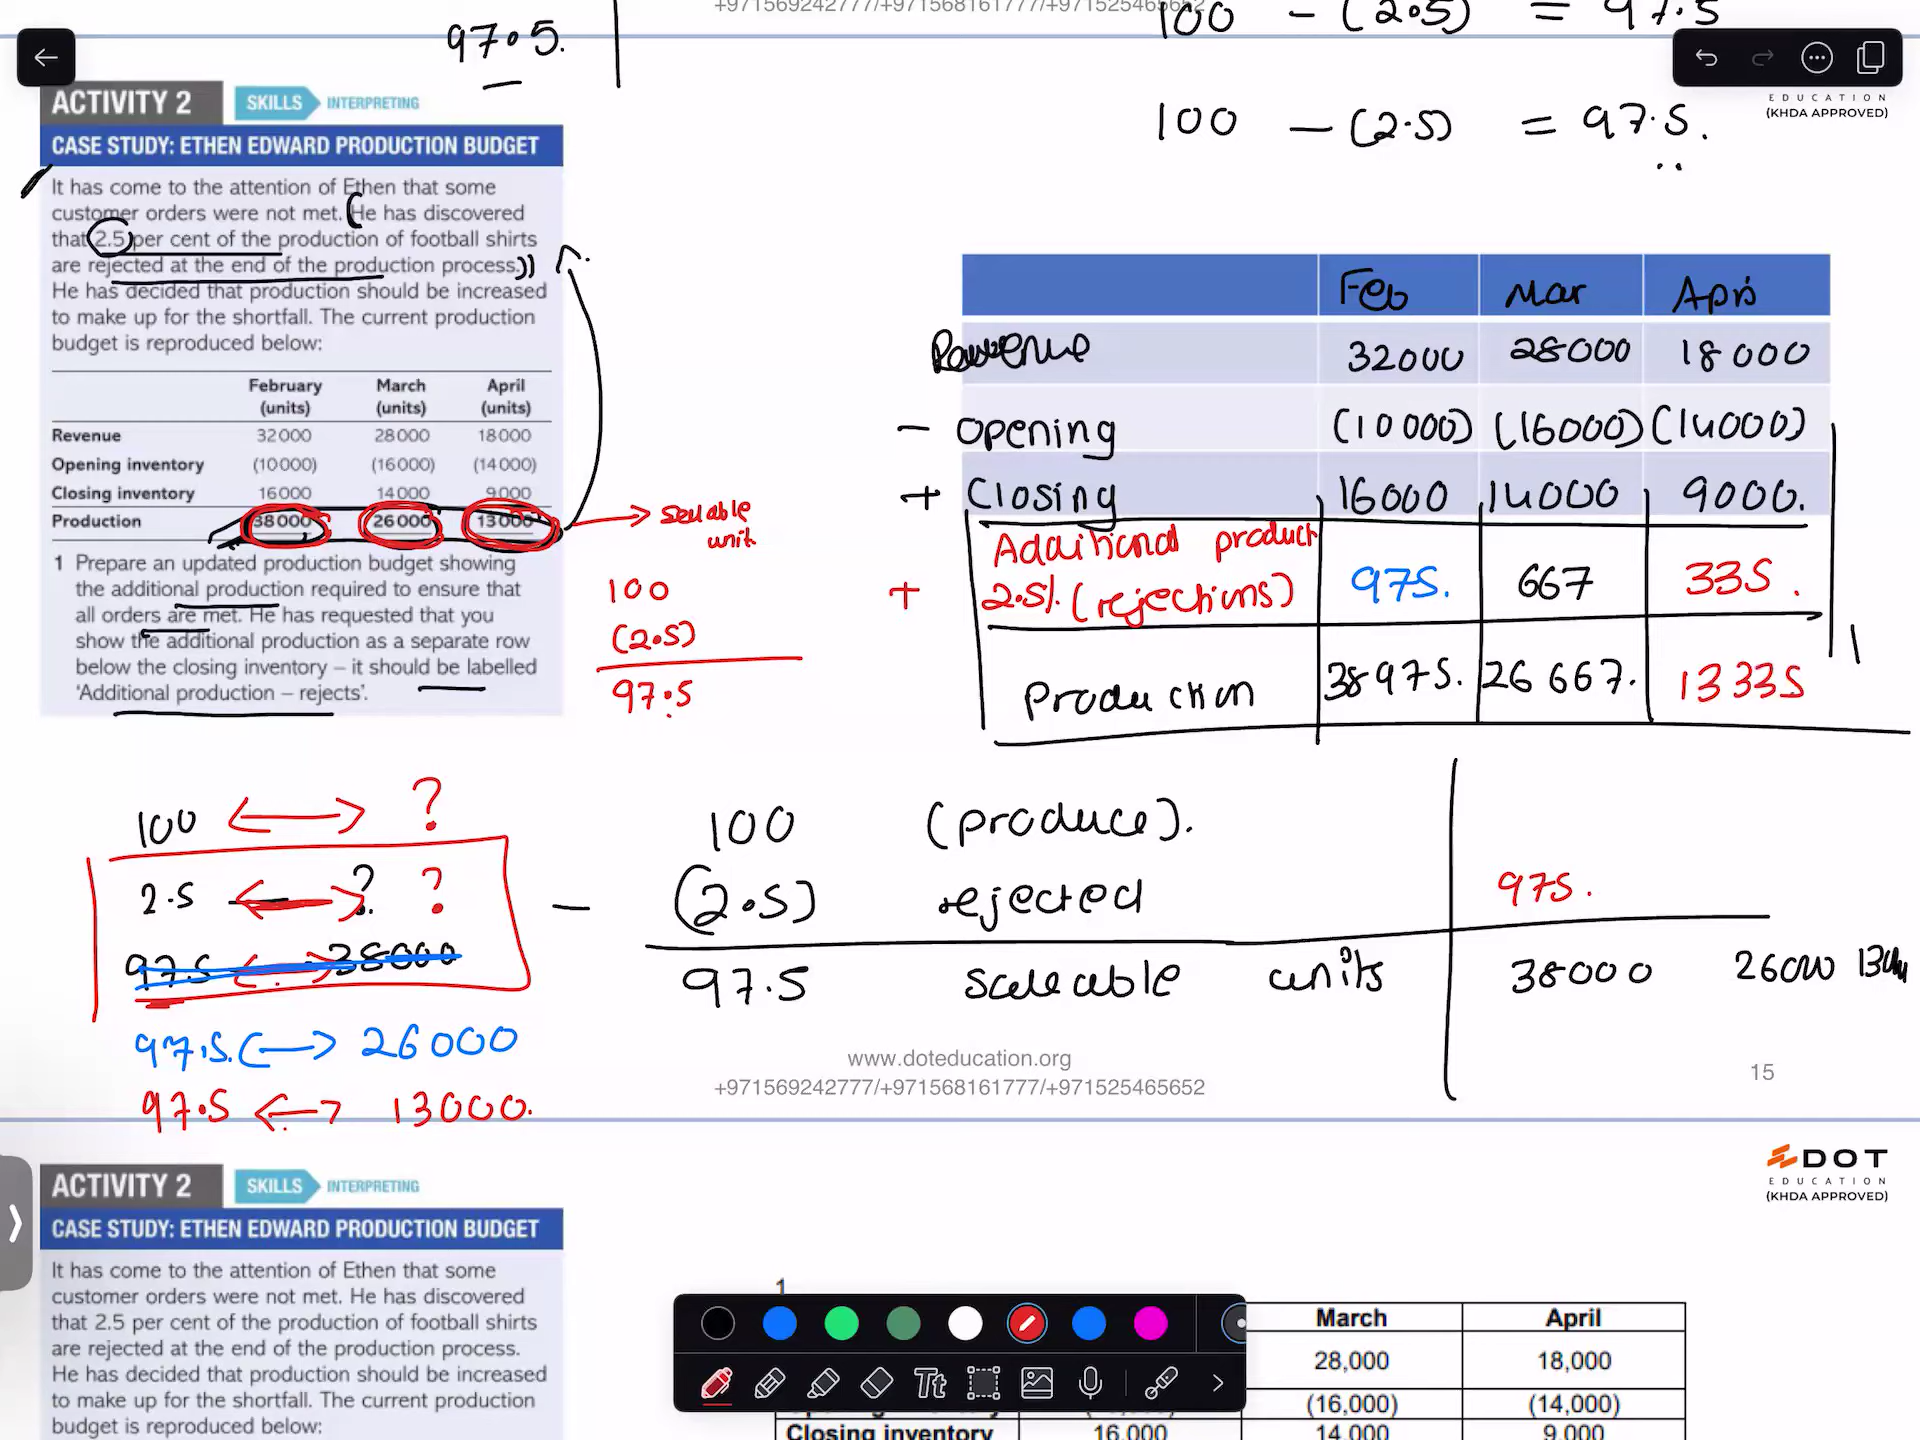 +971569242777/+971568161777/+971525465652
100 - (2.5) = 97.5
97.5.
EDUCATION
(KHDA APPROVED)
100 - (2.5) = 97.5.
ACTIVITY 2
SKILLS
INTERPRETING
CASE STUDY: ETHEN EDWARD PRODUCTION BUDGET
It has come to the attention of Ethen that some
customer orders were not met. He has discovered
that 2.5 per cent of the production of football shirts
are rejected at the end of the production process.
He has decided that production should be increased
to make up for the shortfall. The current production
budget is reproduced below:
February (units) March (units) April (units)
Revenue 32000 28000 18000
Opening inventory (10000) (16000) (14000)
Closing inventory 16000 14000 9000
Production 38000 26000 13000
1 Prepare an updated production budget showing
the additional production required to ensure that
all orders are met. He has requested that you
show the additional production as a separate row
below the closing inventory – it should be labelled
'Additional production – rejects'.
unit
100
(2.5)
97.5
Feb Mar
32000 28000 18000
- opening (10000) (16000) (14000)
+ Closing 16000 14000 9000.
Additional product
+ 2.5% (rejections) 975. 667 335.
production 38975. 26667. 13335
100 ?
2.5 ? ?
97.5 38000
97.5. 26000
97.5 13000.
100 (produce).
- (2.5) rejected 975.
97.5 units 38000 26000
www.doteducation.org
+971569242777/+971568161777/+971525465652
15
DOT
EDUCATION
(KHDA APPROVED)
ACTIVITY 2
SKILLS
INTERPRETING
CASE STUDY: ETHEN EDWARD PRODUCTION BUDGET
It has come to the attention of Ethen that some
customer orders were not met. He has discovered
that 2.5 per cent of the production of football shirts
are rejected at the end of the production process.
He has decided that production should be increased
to make up for the shortfall. The current production
budget is reproduced below:
1
March April
28,000 18,000
(16,000) (14,000)
Closing inventory 16,000 14,000 9,000
Tt